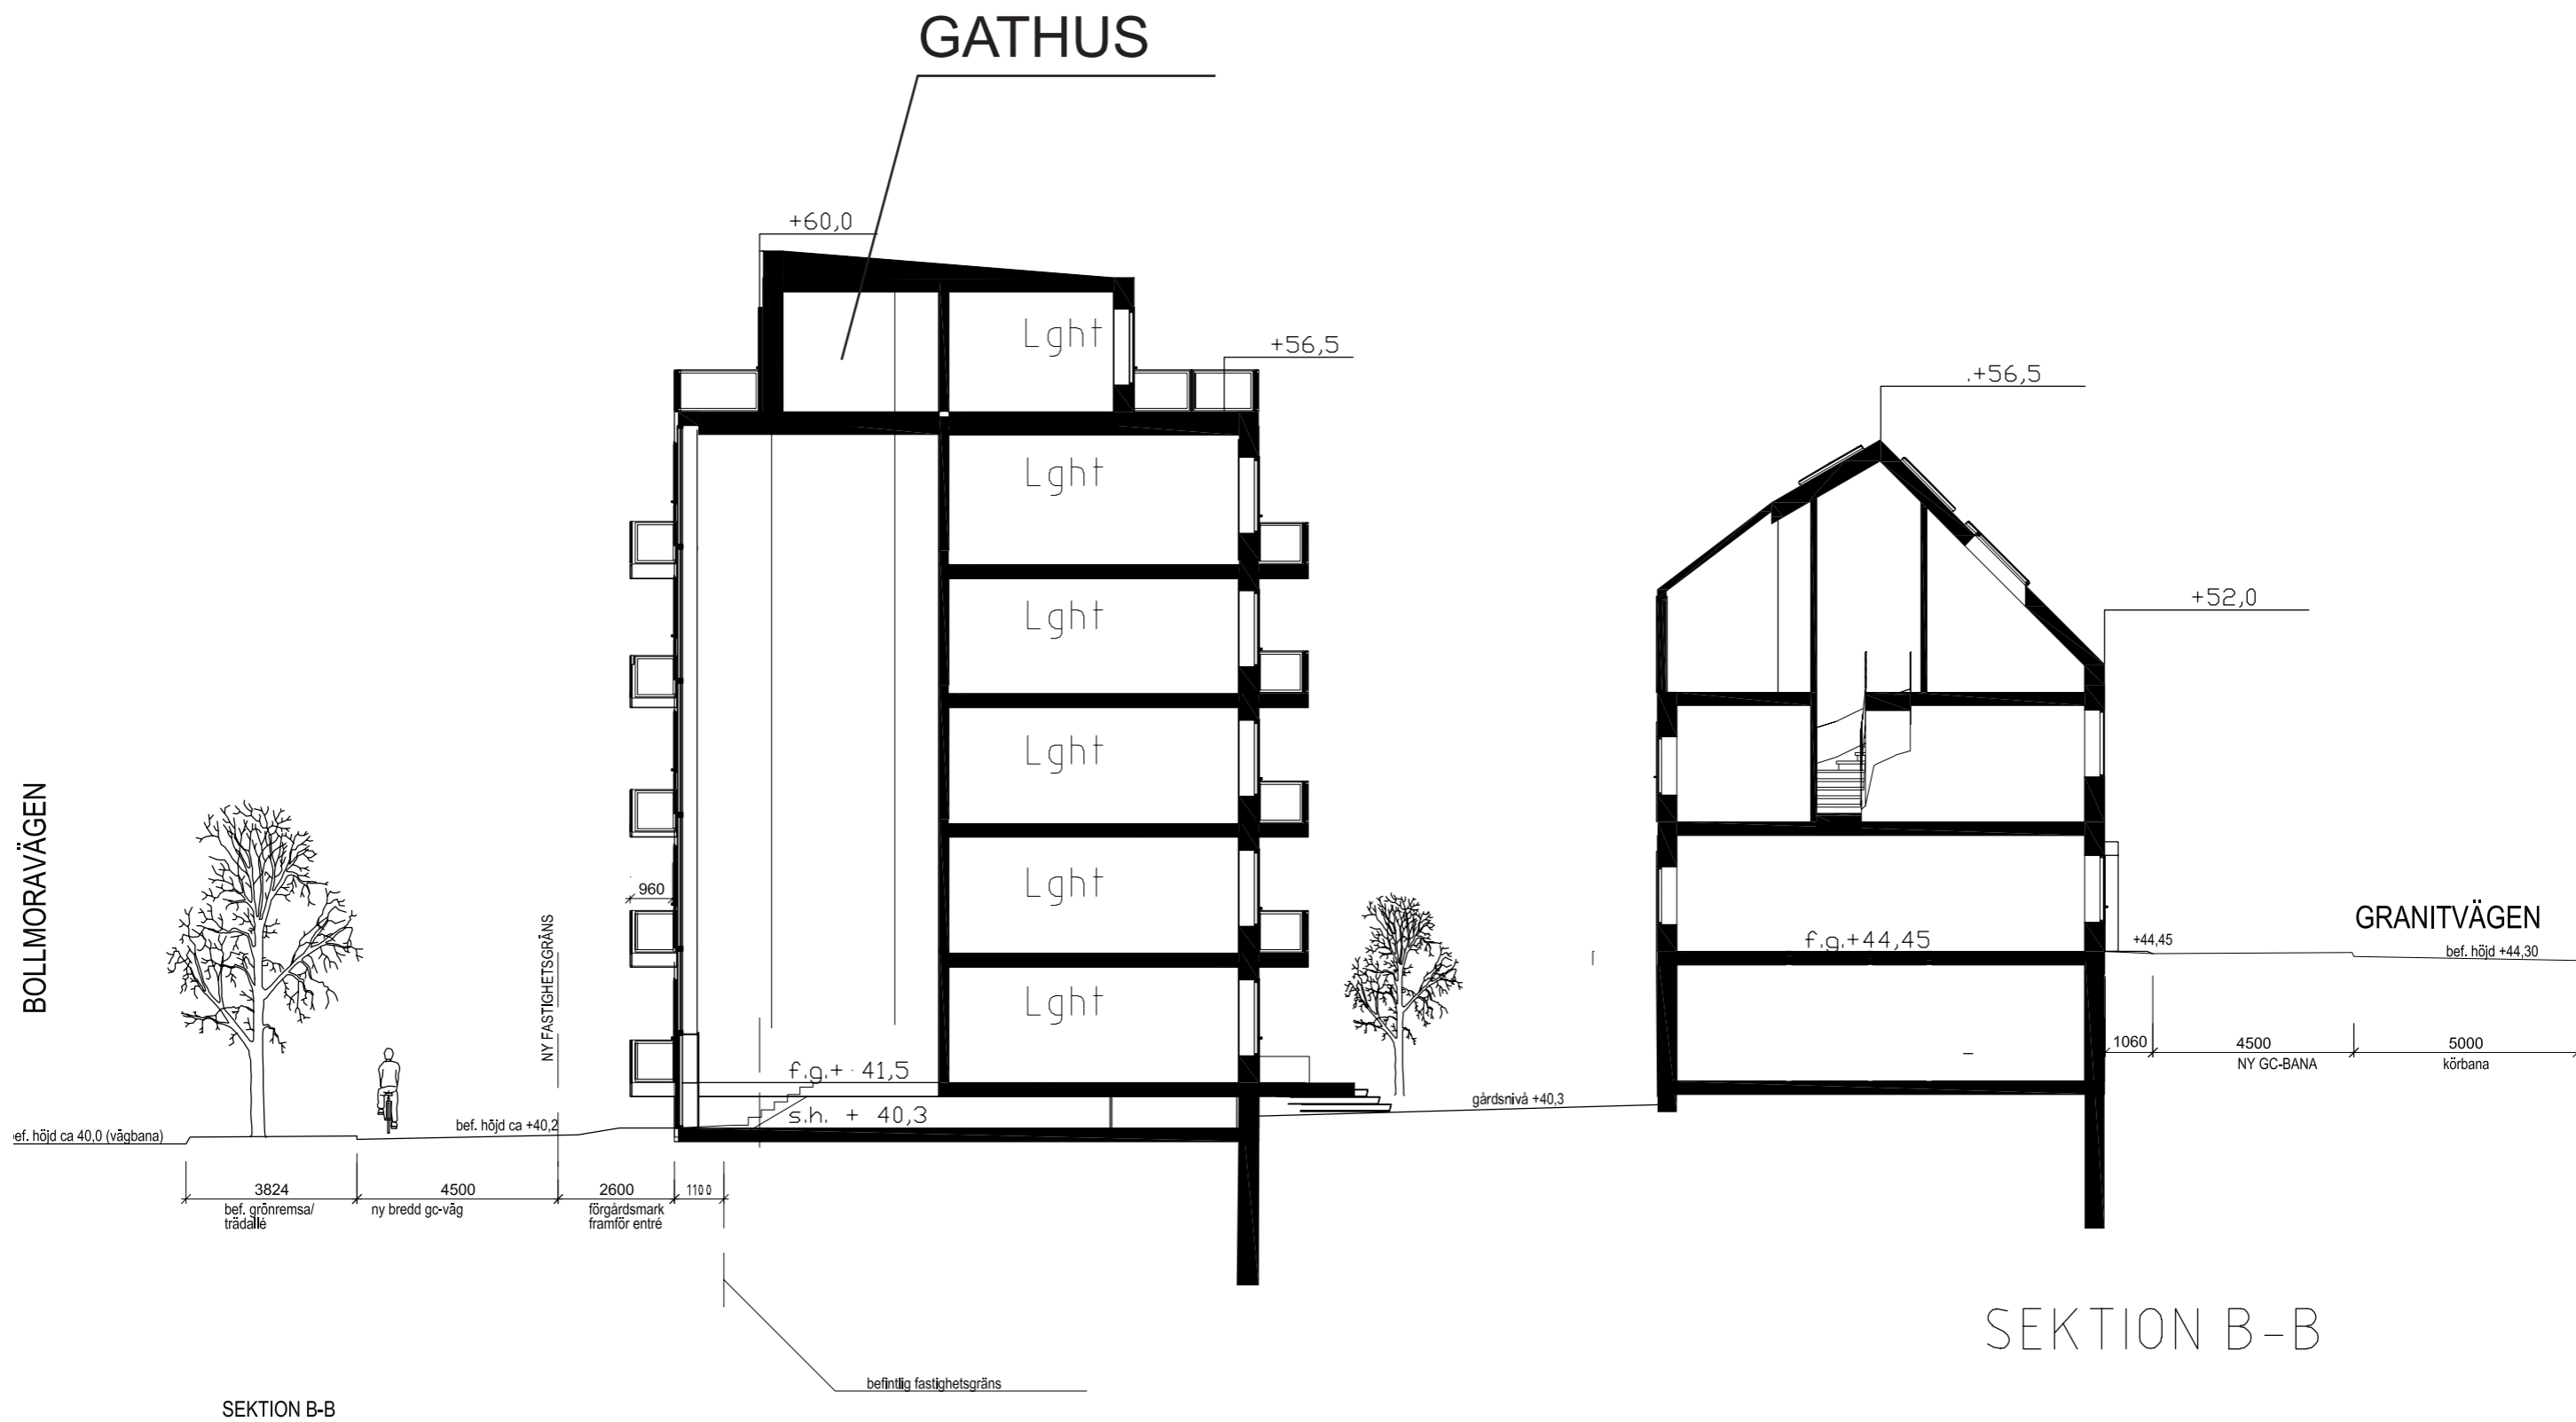 GATHUS
+60,0
Lght
+56,5
.+56,5
Lght
+52,0
Lght
Lght
BOLLMORAVÄGEN
960
Lght
NY FASTIGHETSGRÄNS
GRANITVÄGEN
f.g.+44,45
+44,45
bef. höjd +44,30
Lght
1060
4500
NY GC-BANA
5000
körbana
f.g.+ 41,5
s.h. + 40,3
gårdsnivå +40,3
bef. höjd ca +40,2
ef. höjd ca 40,0 (vägbana)
3824
bef. grönremsa/
trädallé
4500
ny bredd gc-väg
2600
förgårdsmark
framför entré
1100
befintlig fastighetsgräns
SEKTION B-B
SEKTION B-B